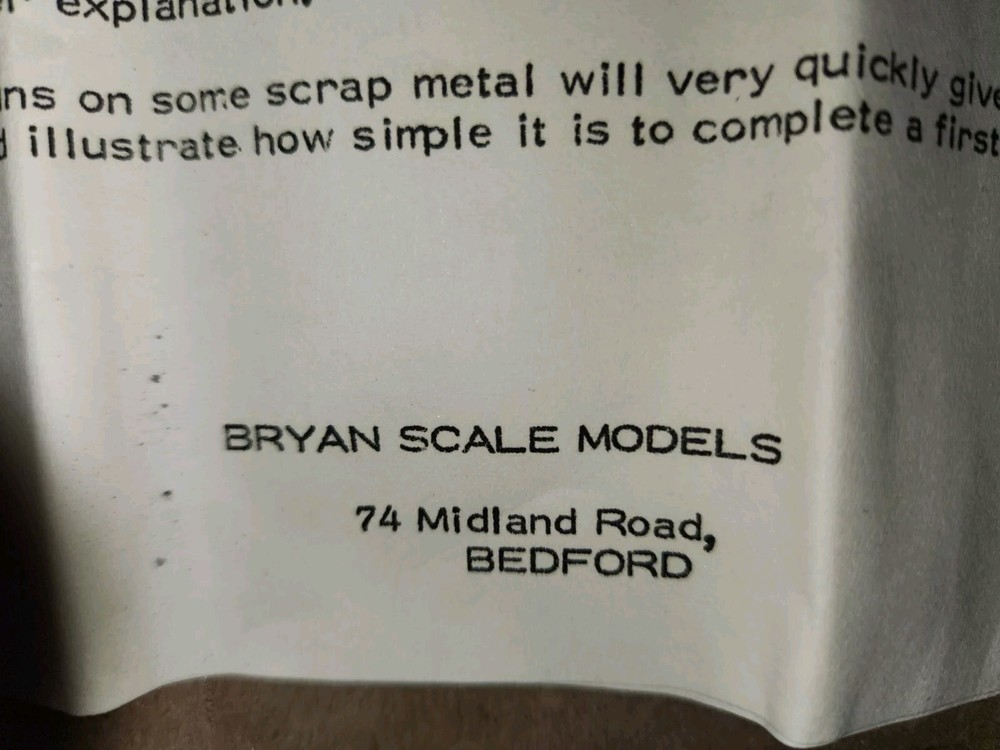 explanation.
ns on some scrap metal will very quickly give
illustrate how simple it is to complete a first
BRYAN SCALE MODELS
74 Midland Road,
BEDFORD